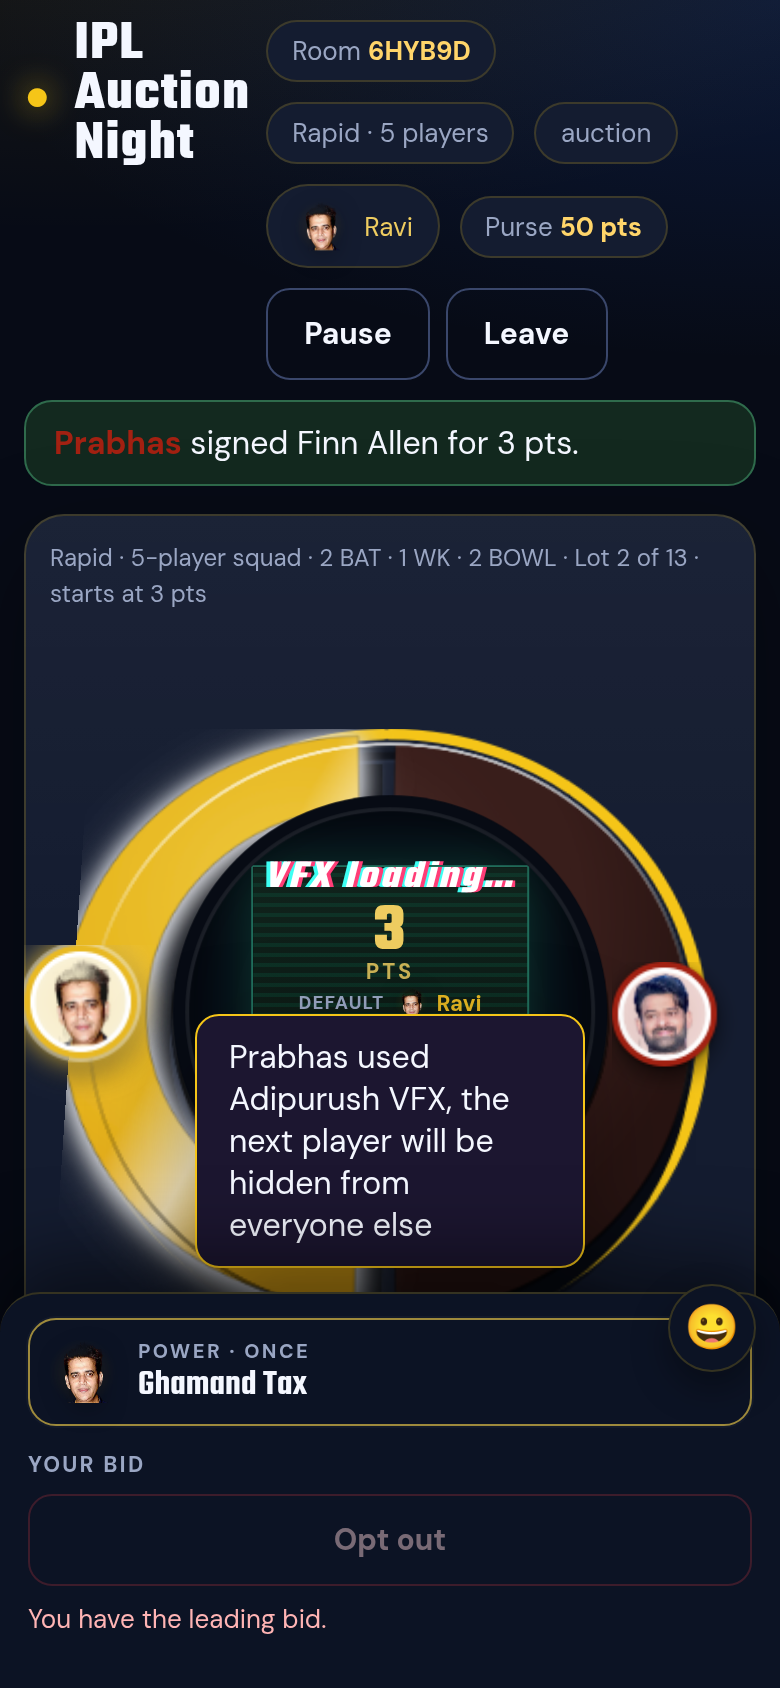 IPL
Auction
Night
Room 6HYB9D
Rapid · 5 players
auction
Ravi
Purse 50 pts
Pause
Leave
Prabhas signed Finn Allen for 3 pts.
Rapid · 5-player squad · 2 BAT · 1 WK · 2 BOWL · Lot 2 of 13 ·
starts at 3 pts
VFX loading...
3
PTS
DEFAULT Ravi
Prabhas used
Adipurush VFX, the
next player will be
hidden from
everyone else
POWER · ONCE
Ghamand Tax
YOUR BID
Opt out
You have the leading bid.